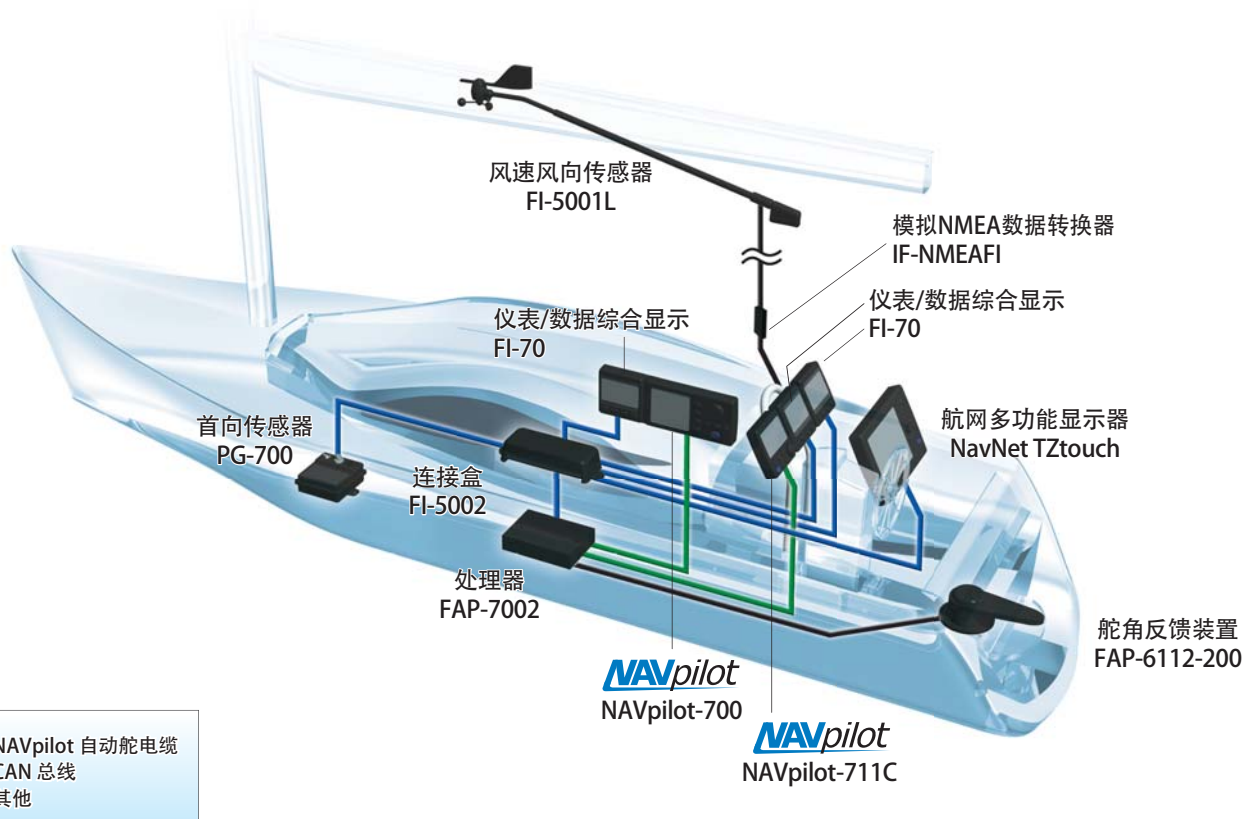 风速风向传感器
FI-5001L
模拟NMEA数据转换器
IF-NMEAFI
仪表/数据综合显示
FI-70
仪表/数据综合显示
FI-70
首向传感器
PG-700
航网多功能显示器
NavNet TZtouch
连接盒
FI-5002
处理器
FAP-7002
舵角反馈装置
FAP-6112-200
NAVpilot
NAVpilot-700
NAVpilot
NAVpilot-711C
NAVpilot 自动舵电缆
CAN 总线
其他